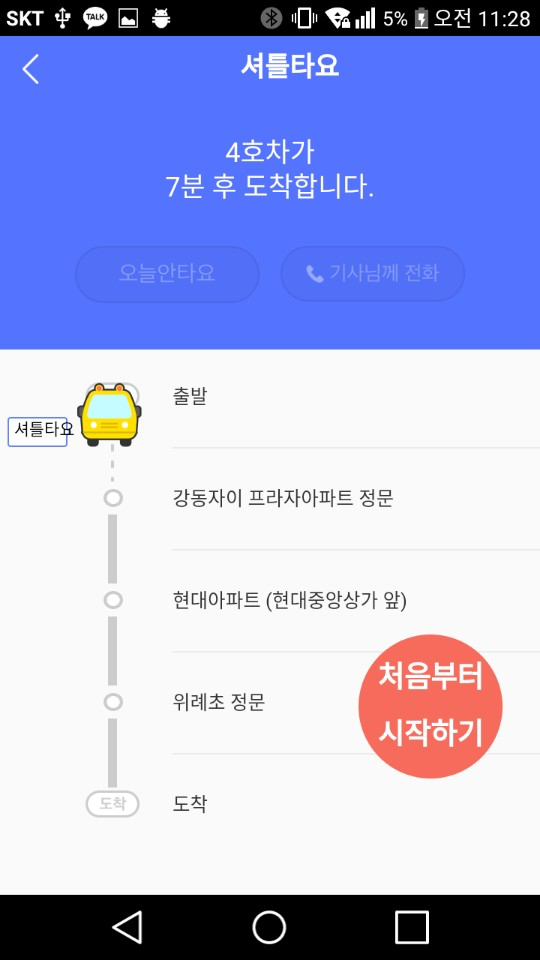 SKT TALK 5% 오전 11:28
셔틀타요
4호차가
7분 후 도착합니다.
오늘안타요 기사님께 전화
출발
셔틀타요
강동자이 프라자아파트 정문
현대아파트 (현대중앙상가 앞)
처음부터
위례초 정문
시작하기
도착 도착